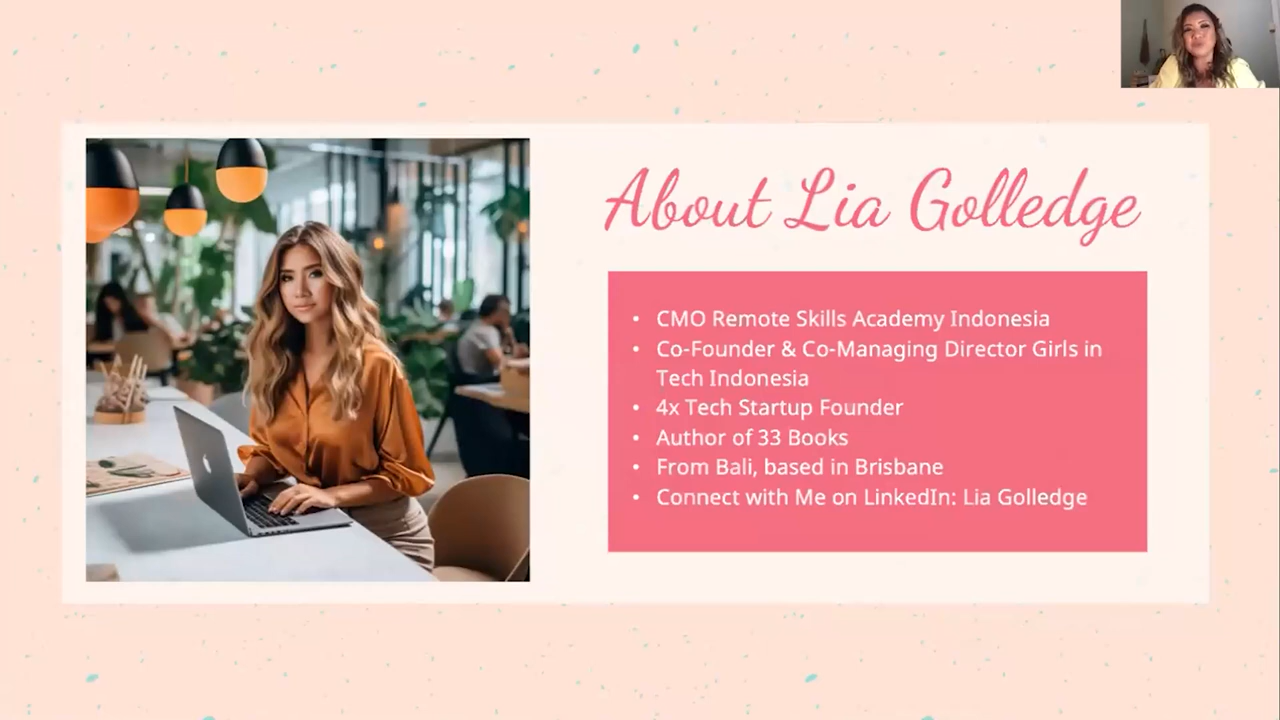 About Lia Golledge
• CMO Remote Skills Academy Indonesia
• Co-Founder & Co-Managing Director Girls in
Tech Indonesia
• 4x Tech Startup Founder
• Author of 33 Books
• From Bali, based in Brisbane
• Connect with Me on LinkedIn: Lia Golledge